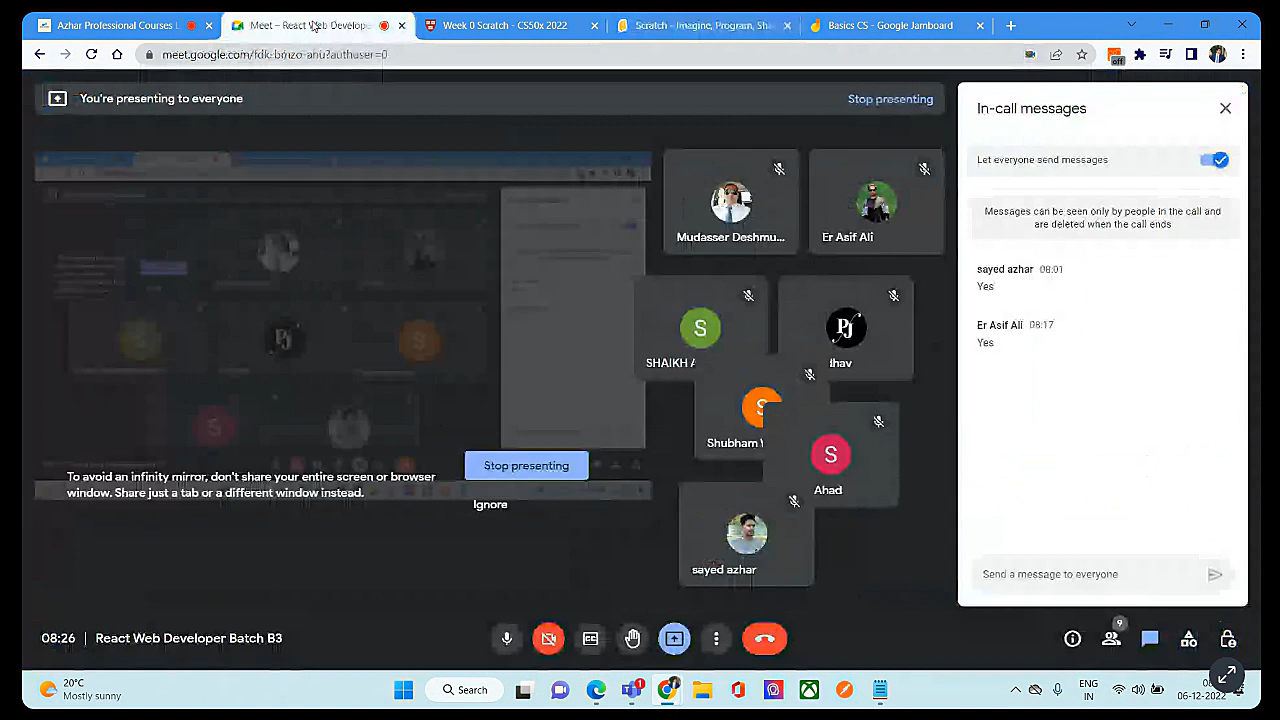 Azhar Professional Courses L
Meet – React Web Develope
Week 0 Scratch - CS50x 2022
Scratch - Imagine, Program, Sha
Basics CS - Google Jamboard
off
You're presenting to everyone
Stop presenting
In-call messages
Let everyone send messages
Messages can be seen only by people in the call and
are deleted when the call ends
sayed azhar 08:01
Yes
Er Asif Ali 08:17
Yes
Send a message to everyone
Mudasser Deshmu...
Er Asif Ali
S
SHAIKH
PJ
dhav
S
Shubham
S
Ahad
sayed azhar
To avoid an infinity mirror, don't share your entire screen or browser
window. Share just a tab or a different window instead.
Stop presenting
Ignore
08:26 | React Web Developer Batch B3
9
20°C
Mostly sunny
Search
1
ENG
IN
06-12-2022